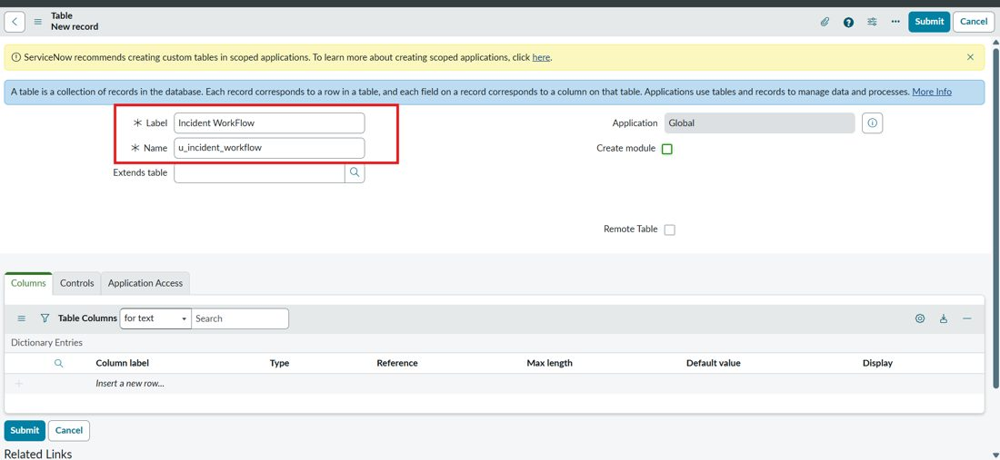 Table
New record
Submit Cancel
ServiceNow recommends creating custom tables in scoped applications. To learn more about creating scoped applications, click here.
A table is a collection of records in the database. Each record corresponds to a row in a table, and each field on a record corresponds to a column on that table. Applications use tables and records to manage data and processes. More Info
Label Incident WorkFlow Application Global
Name u_incident_workflow Create module
Extends table
Remote Table
Columns Controls Application Access
Table Columns for text Search
Dictionary Entries
Column label Type Reference Max length Default value Display
Insert a new row...
Submit Cancel
Related Links